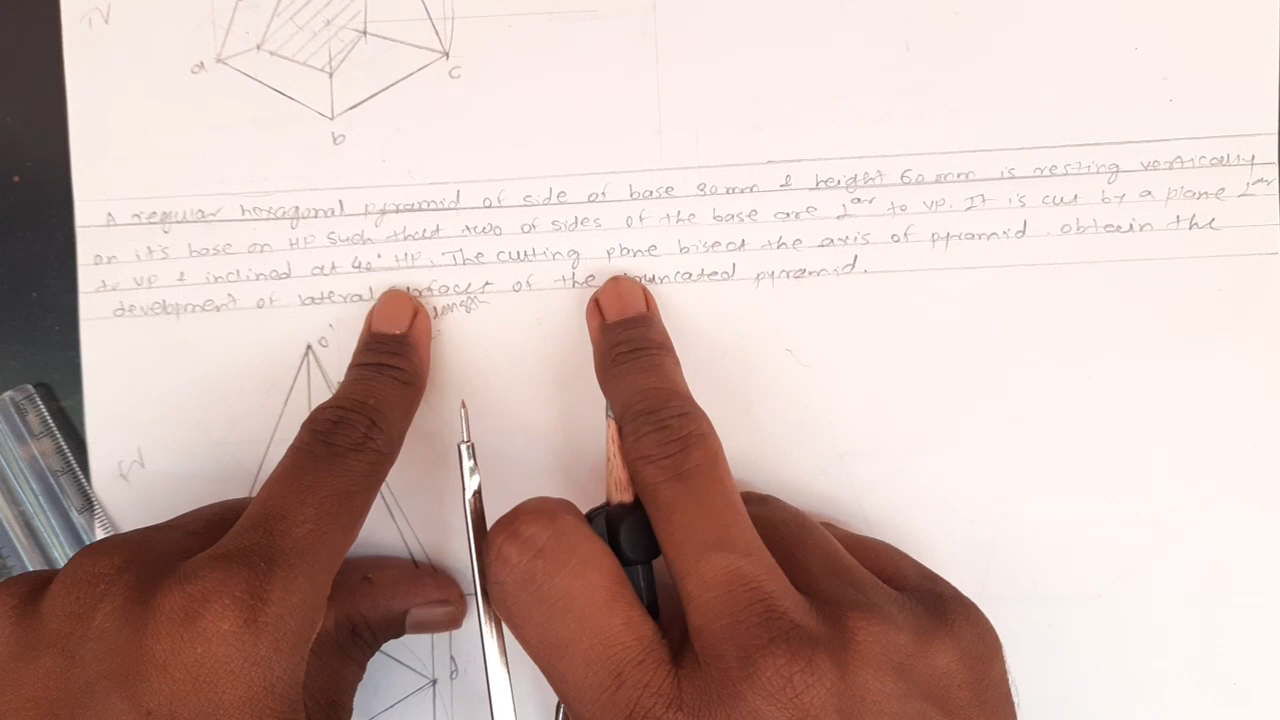 TV
a
c
b
A regular hexagonal pyramid of side of base 30mm & height 60mm is resting vertically
on it's base on HP such that two of sides of the base are ⊥ar to VP. It is cut by a plane ⊥ar
to VP & inclined at 40° HP. The cutting plane bisect the axis of pyramid. obtain the
development of lateral surfaces of the truncated pyramid.
length
o'
FV
d